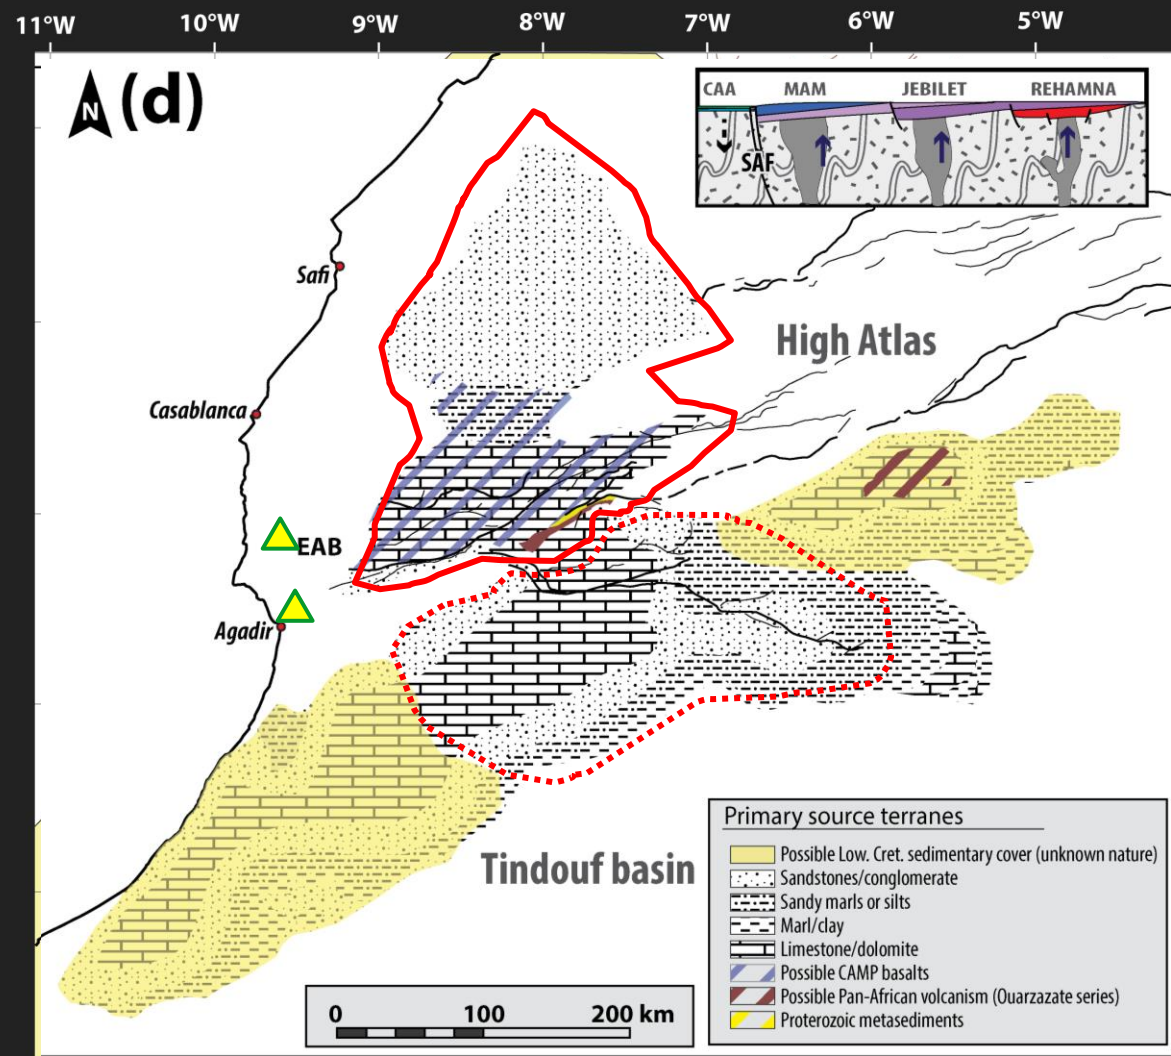 11°W 10°W 9°W 8°W 7°W 6°W 5°W
N (d)
CAA MAM JEBILET REHAMNA
SAF
Safi
High Atlas
Casablanca
EAB
Agadir
Tindouf basin
Primary source terranes
Possible Low. Cret. sedimentary cover (unknown nature)
Sandstones/conglomerate
Sandy marls or silts
Marl/clay
Limestone/dolomite
Possible CAMP basalts
Possible Pan-African volcanism (Ouarzazate series)
Proterozoic metasediments
0 100 200 km